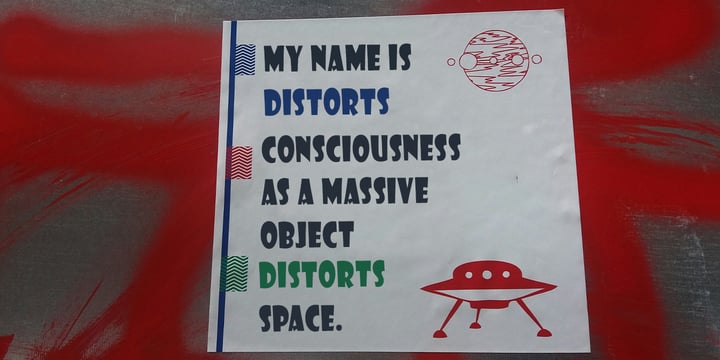 MY NAME IS
DISTORTS
CONSCIOUSNESS
AS A MASSIVE
OBJECT
DISTORTS
SPACE.